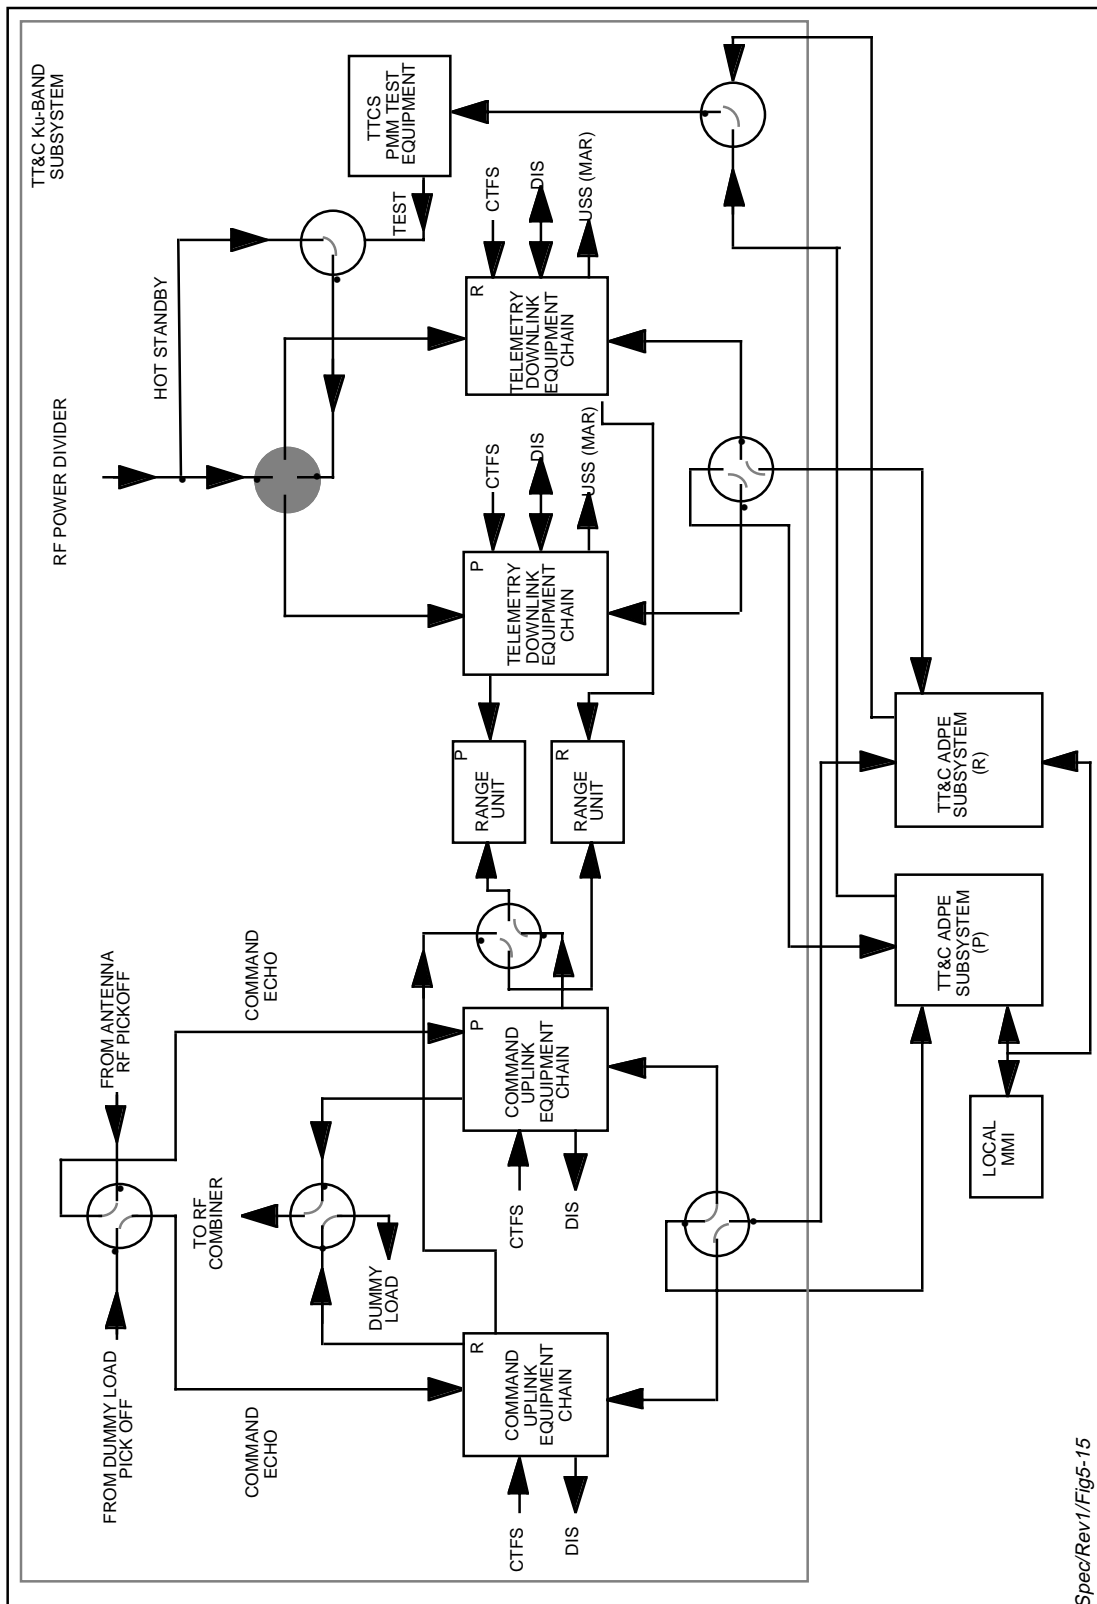 TT&C Ku-BAND
SUBSYSTEM
FROM DUMMY LOAD
PICK OFF
FROM ANTENNA
RF PICKOFF
RF POWER DIVIDER
HOT STANDBY
COMMAND
ECHO
COMMAND
ECHO
TO RF
COMBINER
DUMMY
LOAD
TEST
TTCS
PMM TEST
EQUIPMENT
CTFS
DIS
R
COMMAND
UPLINK
EQUIPMENT
CHAIN
CTFS
DIS
P
COMMAND
UPLINK
EQUIPMENT
CHAIN
P
RANGE
UNIT
R
RANGE
UNIT
P
TELEMETRY
DOWNLINK
EQUIPMENT
CHAIN
CTFS
DIS
USS (MAR)
R
TELEMETRY
DOWNLINK
EQUIPMENT
CHAIN
CTFS
DIS
USS (MAR)
LOCAL
MMI
TT&C ADPE
SUBSYSTEM
(P)
TT&C ADPE
SUBSYSTEM
(R)
Spec/Rev1/Fig5-15